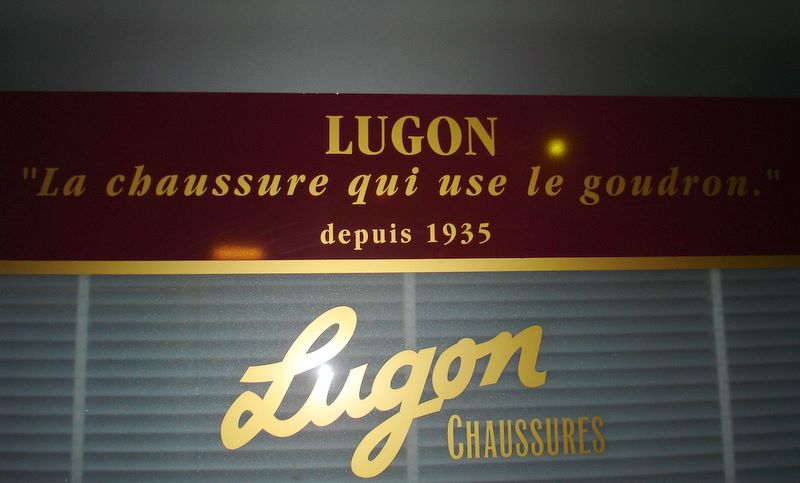 LUGON
"La chaussure qui use le goudron."
depuis 1935
Lugon
CHAUSSURES